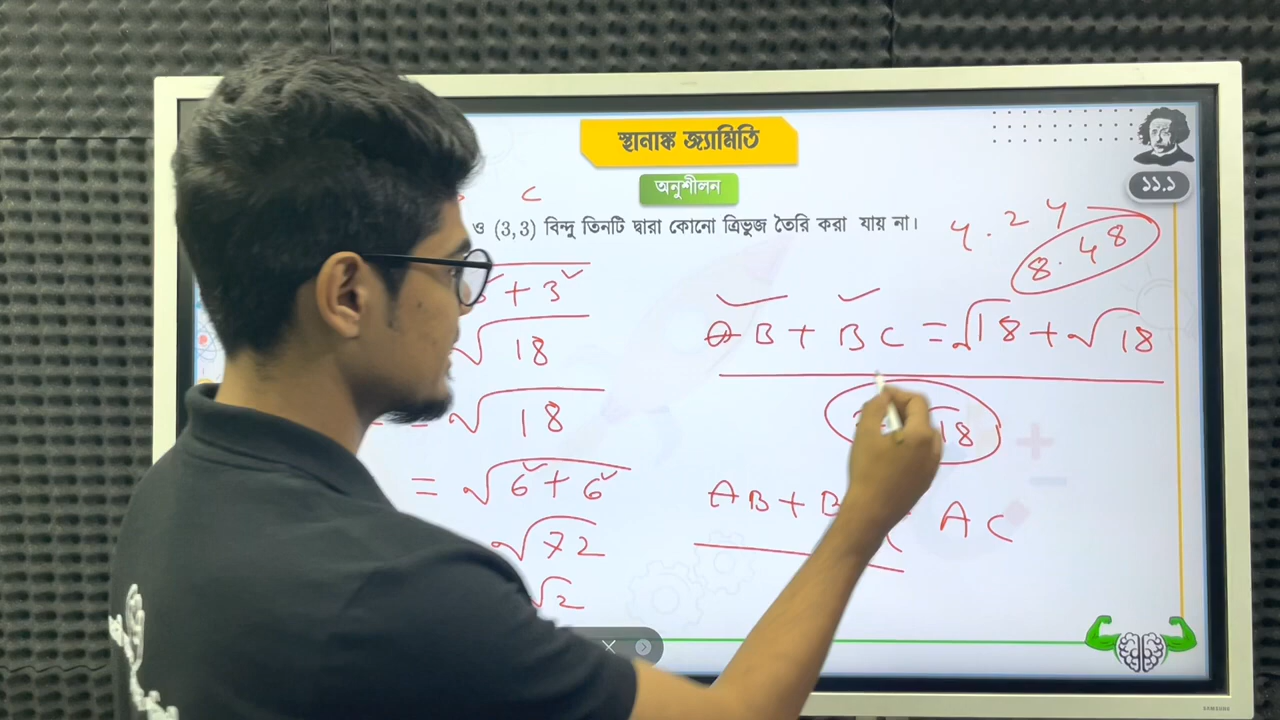 স্থানাঙ্ক জ্যামিতি
অনুশীলন
১১.১
C
ও (3,3) বিন্দু তিনটি দ্বারা কোনো ত্রিভুজ তৈরি করা যায় না।
4.24
8.48
+ 3²
√18
AB + BC = √18 + √18
= √18
√18
= √6² + 6²
AB + B
AC
√72
√2
SAMSUNG